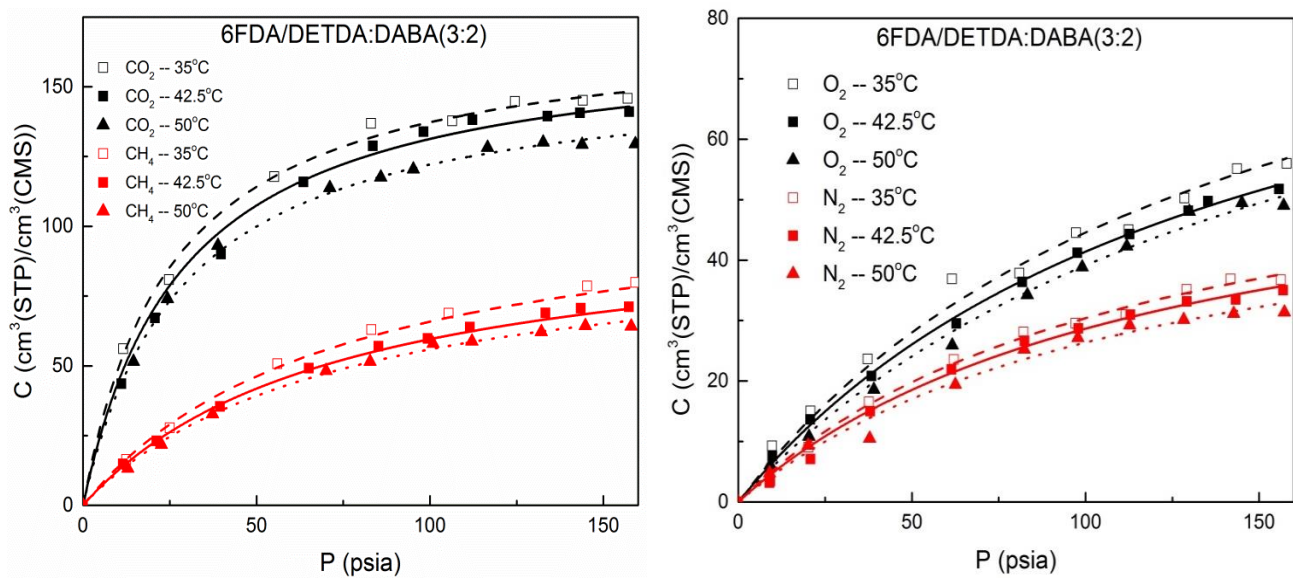 6FDA/DETDA:DABA(3:2)
CO₂ -- 35°C
CO₂ -- 42.5°C
CO₂ -- 50°C
CH₄ -- 35°C
CH₄ -- 42.5°C
CH₄ -- 50°C
C (cm³(STP)/cm³(CMS))
150
100
50
0
0 50 100 150
P (psia)
6FDA/DETDA:DABA(3:2)
O₂ -- 35°C
O₂ -- 42.5°C
O₂ -- 50°C
N₂ -- 35°C
N₂ -- 42.5°C
N₂ -- 50°C
C (cm³(STP)/cm³(CMS))
80
60
40
20
0
0 50 100 150
P (psia)